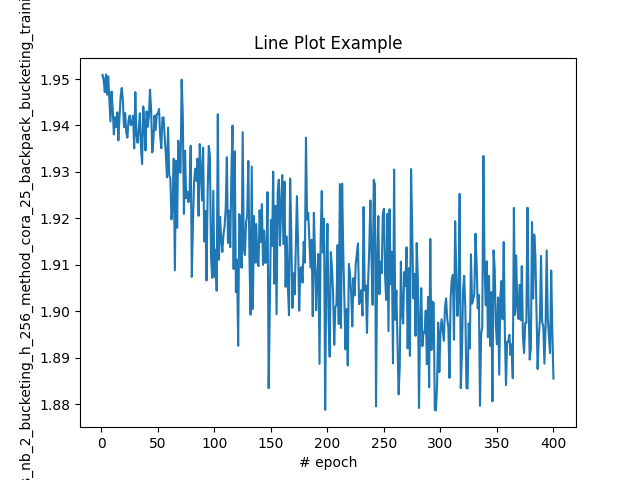 Line Plot Example
_nb_2_bucketing_h_256_method_cora_25_backpack_bucketing_traini
1.95
1.94
1.93
1.92
1.91
1.90
1.89
1.88
0 50 100 150 200 250 300 350 400
# epoch